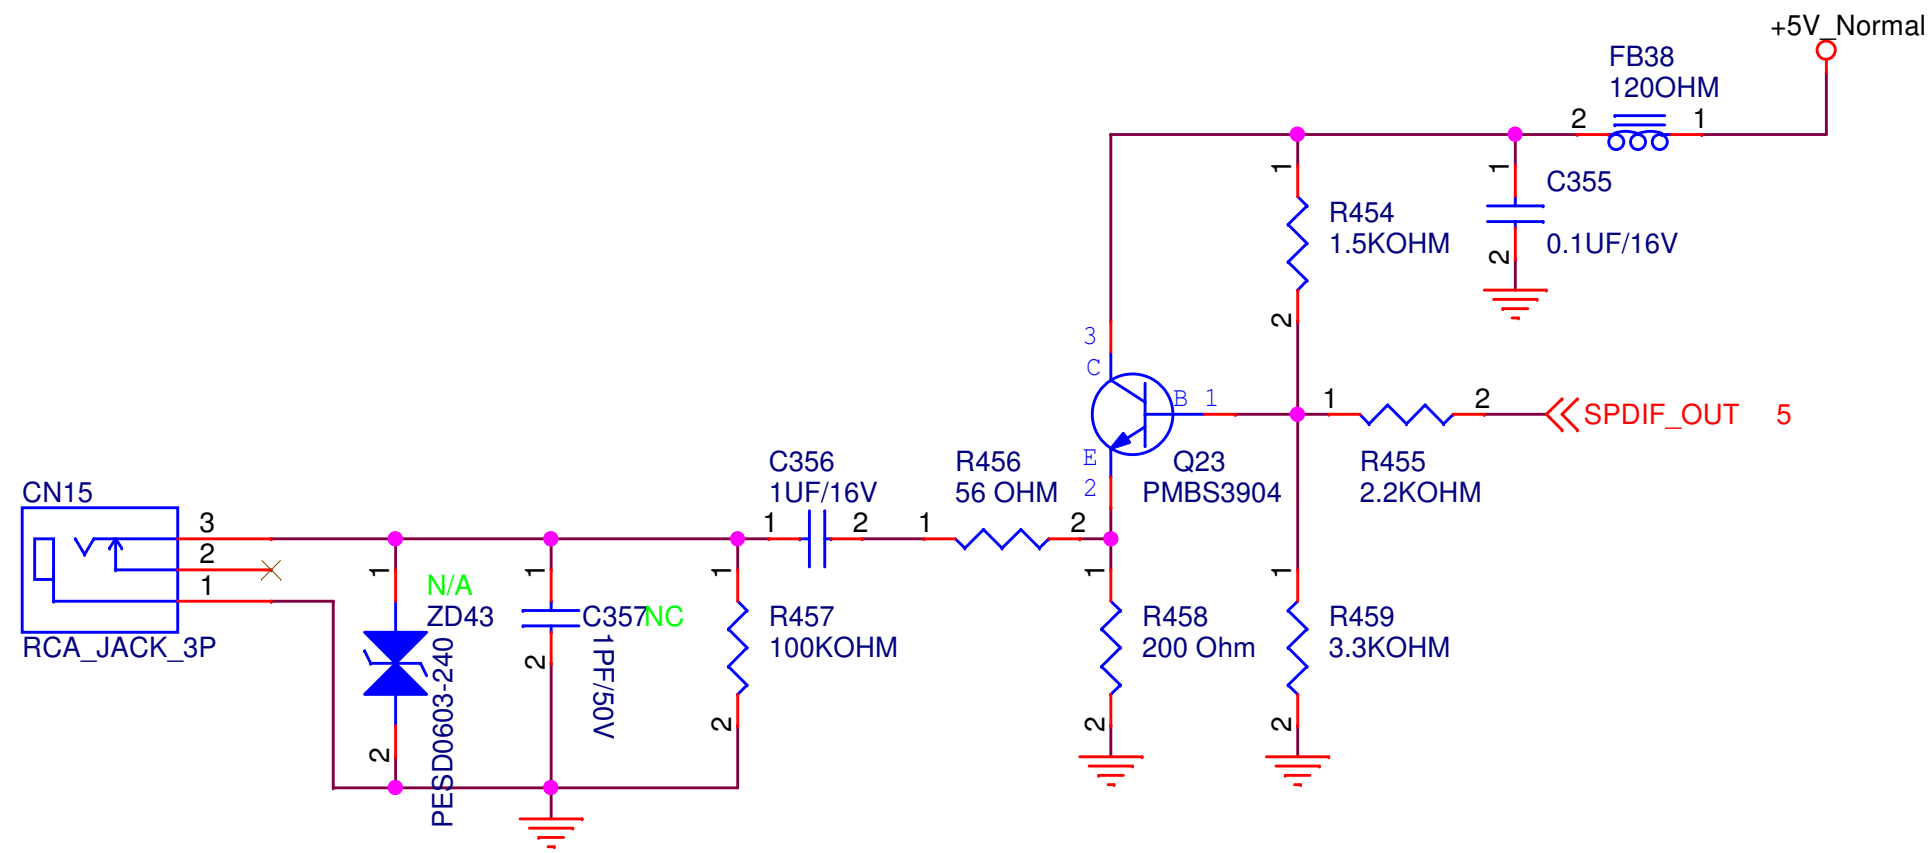 +5V_Normal
FB38
120OHM
2
1
1
1
C355
R454
1.5KOHM
0.1UF/16V
2
2
3
C
B 1
1
2
SPDIF_OUT 5
E
2
Q23
PMBS3904
R455
2.2KOHM
C356
1UF/16V
R456
56 OHM
1
2
1
2
CN15
3
2
1
RCA_JACK_3P
1
N/A
ZD43
PESD0603-240
2
1
C357
NC
1PF/50V
2
1
R457
100KOHM
2
1
R458
200 Ohm
2
1
R459
3.3KOHM
2